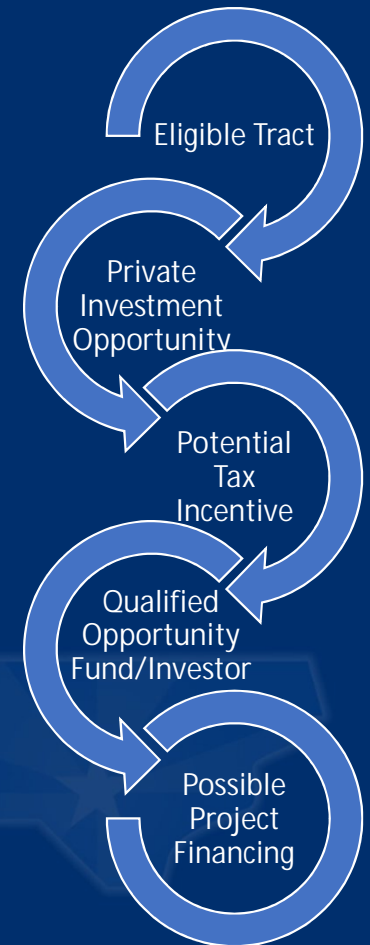 Eligible Tract
Private
Investment
Opportunity
Potential
Tax
Incentive
Qualified
Opportunity
Fund/Investor
Possible
Project
Financing